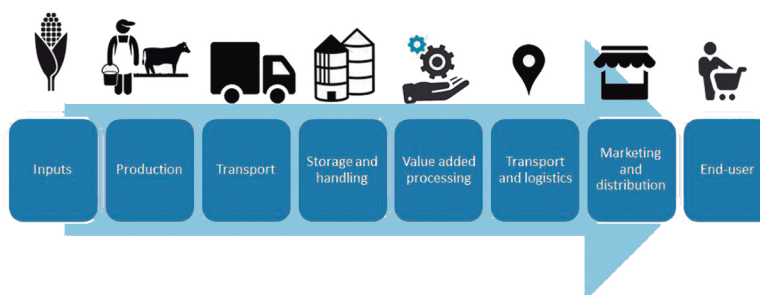 Inputs
Production
Transport
Storage and
handling
Value added
processing
Transport
and logistics
Marketing
and
distribution
End-user